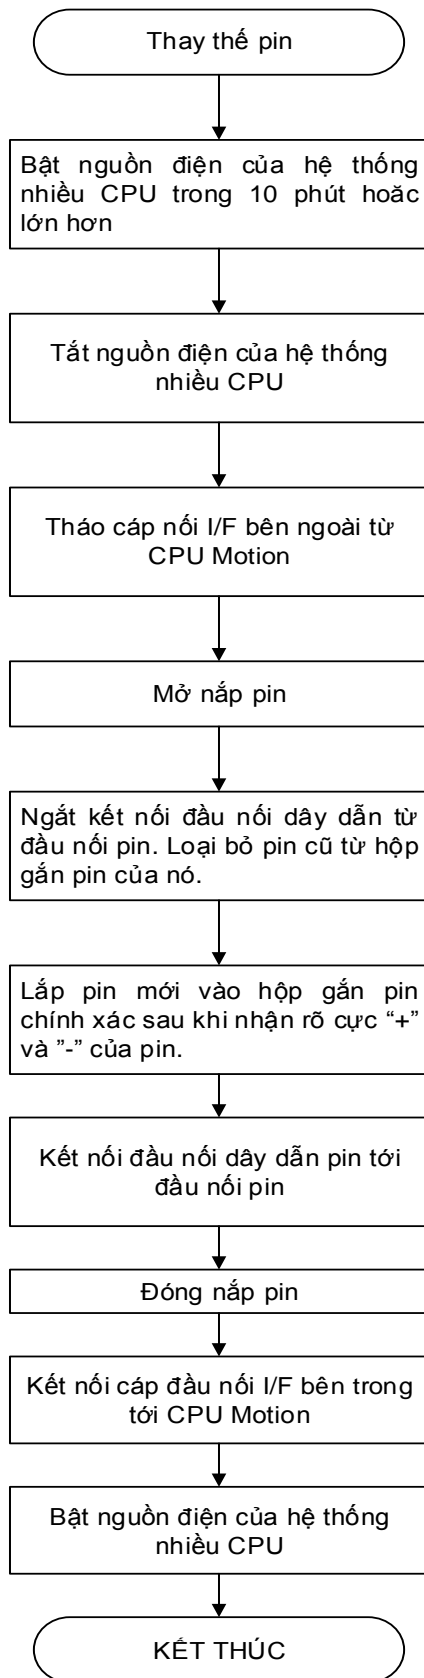 Thay thế pin
Bật nguồn điện của hệ thống
nhiều CPU trong 10 phút hoăc
lớn hơn
Tắt nguồn điện của hệ thống
nhiều CPU
Tháo cáp nối I/F bên ngoài từ
CPU Motion
Mở nắp pin
Ngắt kết nối đầu nối dây dẫn từ
đầu nối pin. Loại bỏ pin cũ từ hộp
gắn pin của nó.
Lắp pin mới vào hộp gắn pin
chính xác sau khi nhận rõ cực “+”
và ”-” của pin.
Kết nối đầu nối dây dẫn pin tới
đầu nối pin
Đóng nắp pin
Kết nối cáp đầu nối I/F bên trong
tới CPU Motion
Bật nguồn điện của hệ thống
nhiều CPU
KẾT THÚC